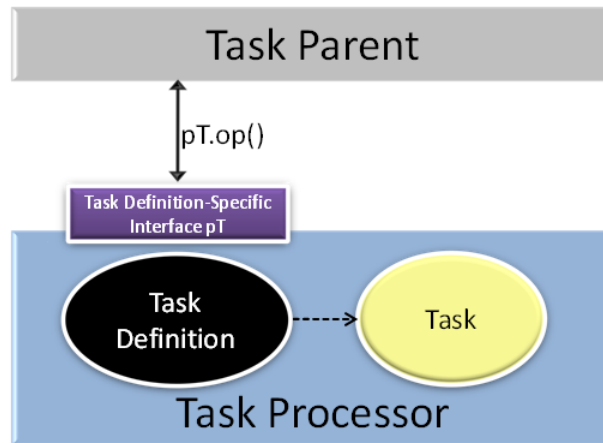 Task Parent
pT.op()
Task Definition-Specific
Interface pT
Task
Definition
Task
Task Processor